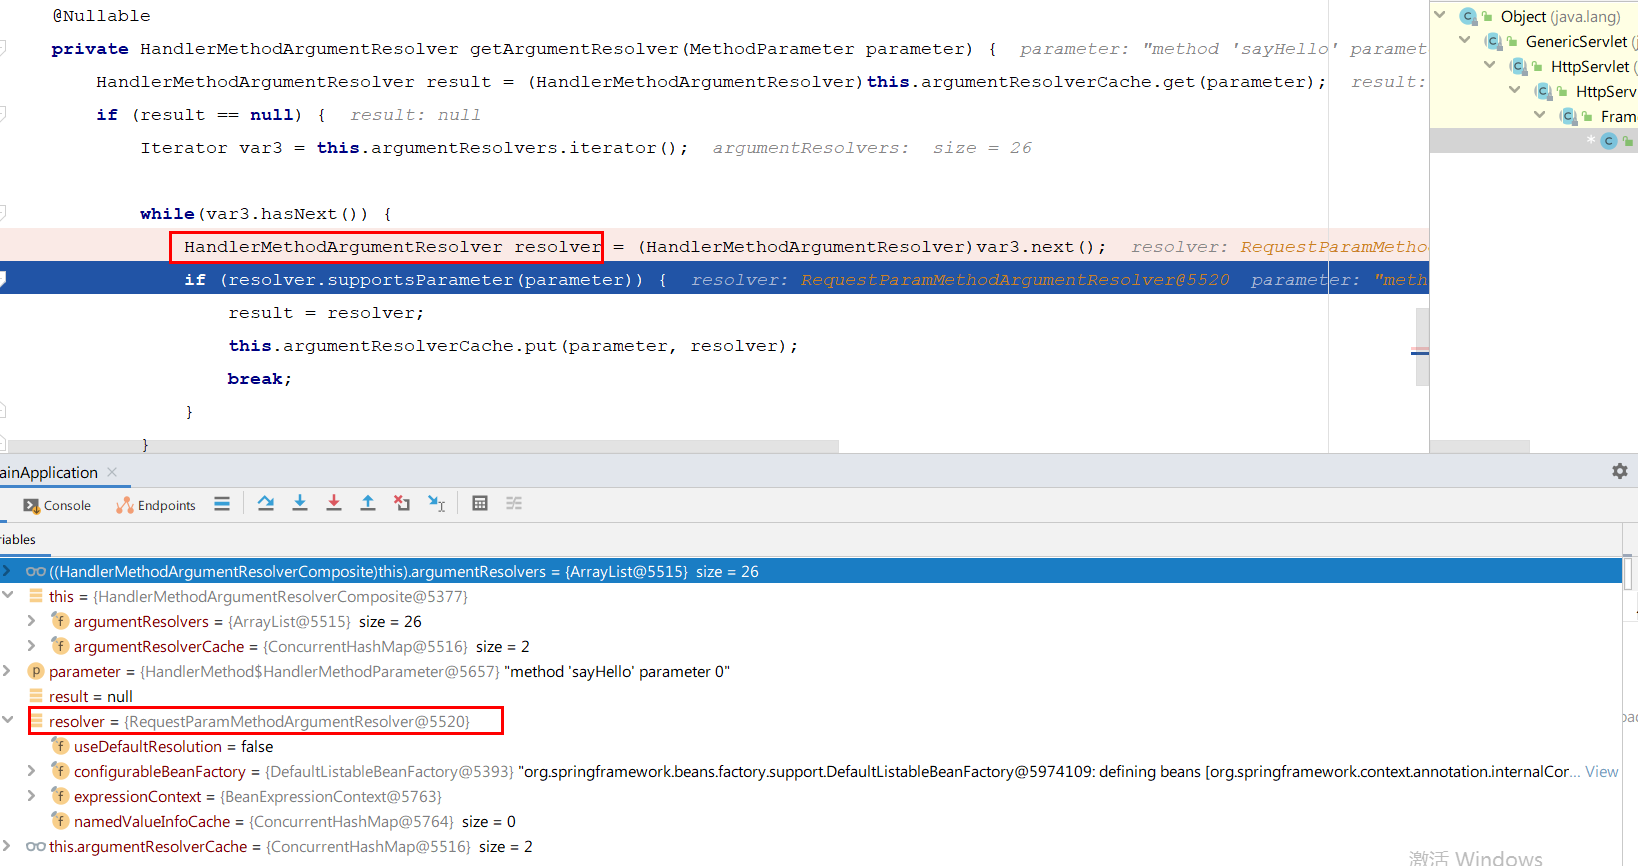 @Nullable
private HandlerMethodArgumentResolver getArgumentResolver(MethodParameter parameter) { parameter: "method 'sayHello' paramet
HandlerMethodArgumentResolver result = (HandlerMethodArgumentResolver)this.argumentResolverCache.get(parameter); result:
if (result == null) { result: null
Iterator var3 = this.argumentResolvers.iterator(); argumentResolvers: size = 26
while(var3.hasNext()) {
HandlerMethodArgumentResolver resolver = (HandlerMethodArgumentResolver)var3.next(); resolver: RequestParamMetho
if (resolver.supportsParameter(parameter)) { resolver: RequestParamMethodArgumentResolver@5520 parameter: "meth
result = resolver;
this.argumentResolverCache.put(parameter, resolver);
break;
}
}
Object (java.lang)
GenericServlet (j
HttpServlet (
HttpServ
Fram
* C
ainApplication ×
Console Endpoints
riables
((HandlerMethodArgumentResolverComposite)this).argumentResolvers = {ArrayList@5515} size = 26
this = {HandlerMethodArgumentResolverComposite@5377}
f argumentResolvers = {ArrayList@5515} size = 26
f argumentResolverCache = {ConcurrentHashMap@5516} size = 2
p parameter = {HandlerMethod$HandlerMethodParameter@5657} "method 'sayHello' parameter 0"
result = null
resolver = {RequestParamMethodArgumentResolver@5520}
f useDefaultResolution = false
f configurableBeanFactory = {DefaultListableBeanFactory@5393} "org.springframework.beans.factory.support.DefaultListableBeanFactory@5974109: defining beans [org.springframework.context.annotation.internalCor... View
f expressionContext = {BeanExpressionContext@5763}
f namedValueInfoCache = {ConcurrentHashMap@5764} size = 0
this.argumentResolverCache = {ConcurrentHashMap@5516} size = 2
激活 Windows